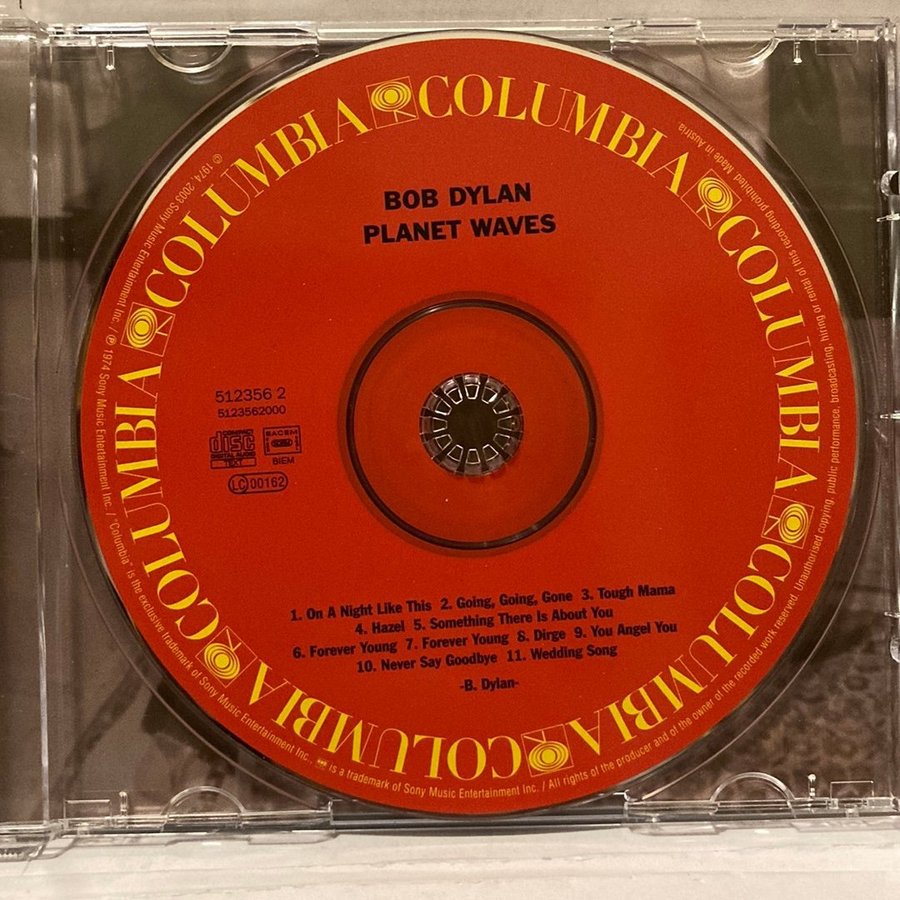 COLUMBIA COLUMBIA COLUMBIA COLUMBIA COLUMBIA COLUMBIA
BOB DYLAN
PLANET WAVES
512356 2
5123562000
COMPACT
disc
DIGITAL AUDIO
TEXT
SACEM
BIEM
LC 00162
1. On A Night Like This 2. Going, Going, Gone 3. Tough Mama
4. Hazel 5. Something There Is About You
6. Forever Young 7. Forever Young 8. Dirge 9. You Angel You
10. Never Say Goodbye 11. Wedding Song
-B. Dylan-
© 1974, 2003 Sony Music Entertainment Inc. / ℗ 1974 Sony Music Entertainment Inc. / "Columbia" is the exclusive trademark of Sony Music Entertainment Inc., is a trademark of Sony Music Entertainment Inc. / All rights of the producer and of the owner of the recorded work reserved. Unauthorised copying, public performance, broadcasting, hiring or rental of this recording prohibited. Made in Austria.